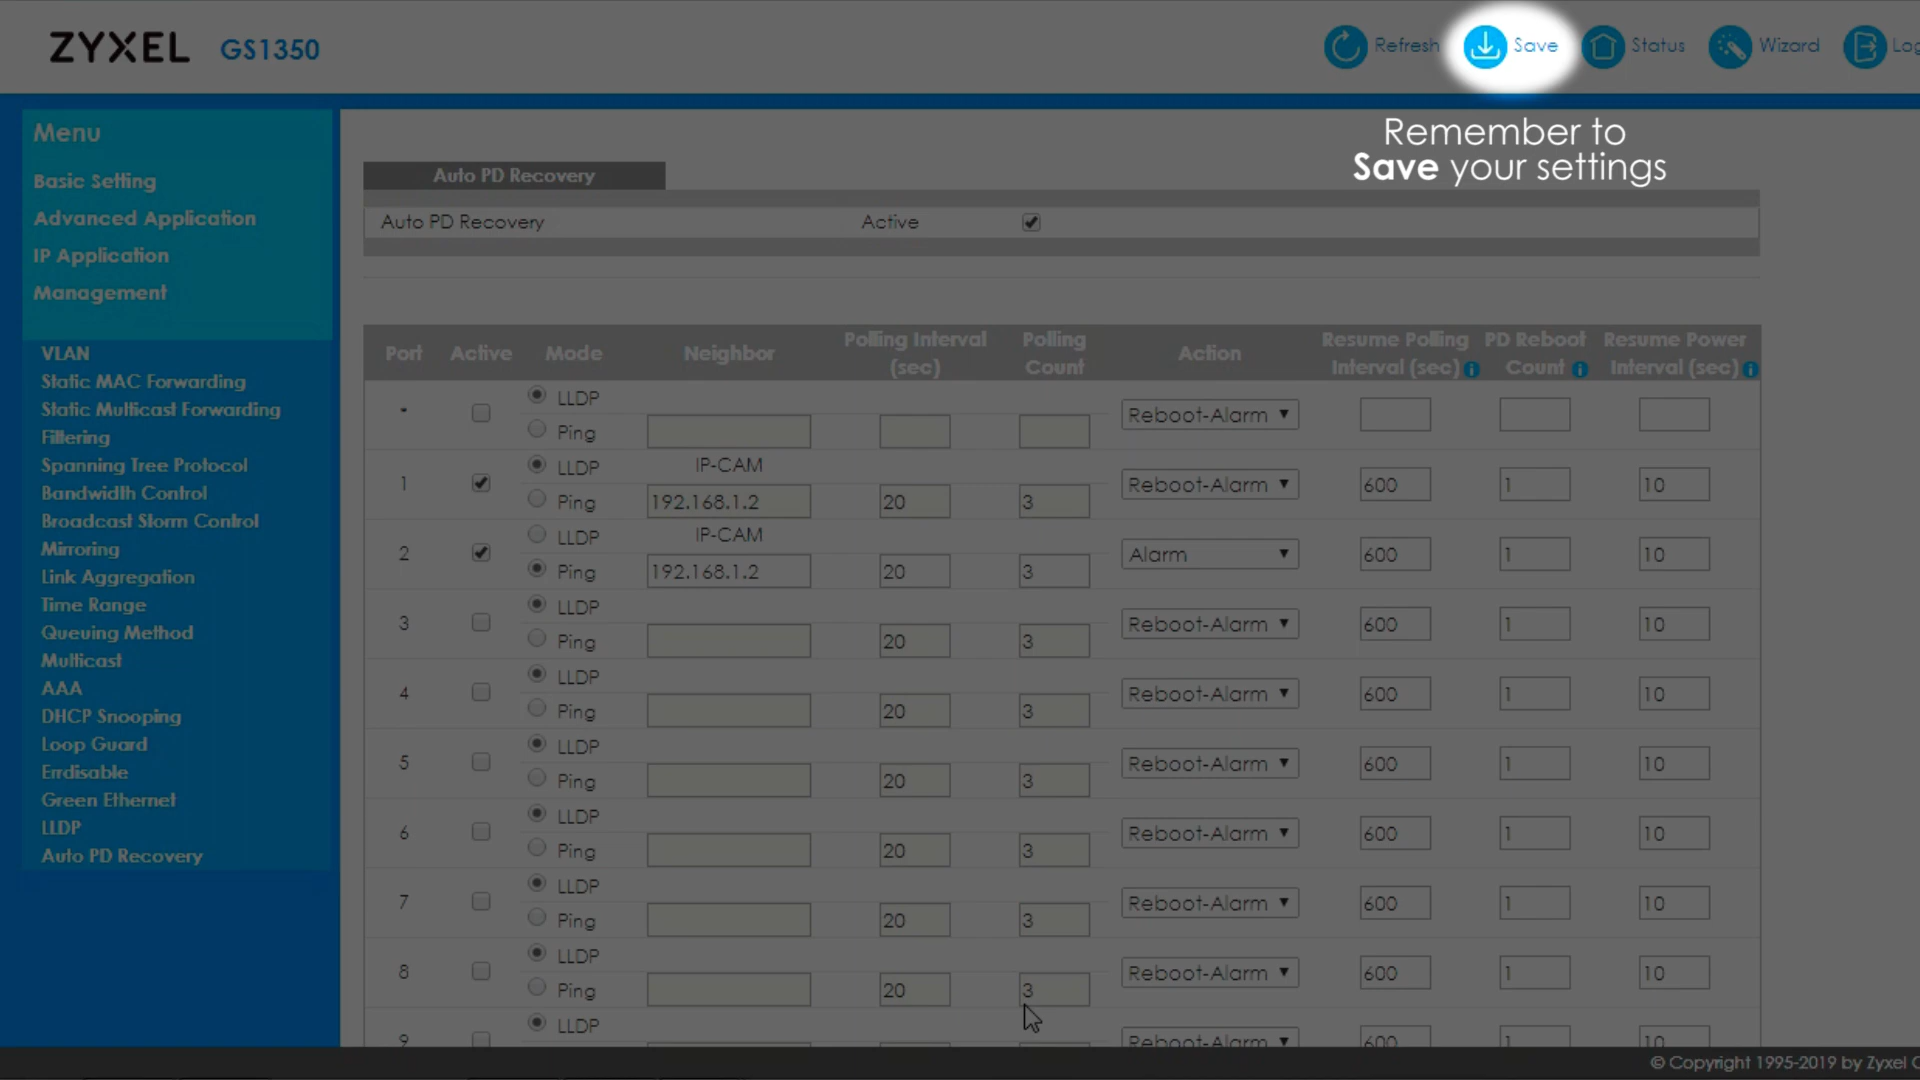 ZYXEL GS1350
Refresh Save Status Wizard
Remember to
Save your settings
Menu
Basic Setting
Advanced Application
IP Application
Management
VLAN
Static MAC Forwarding
Static Multicast Forwarding
Filtering
Spanning Tree Protocol
Bandwidth Control
Broadcast Storm Control
Mirroring
Link Aggregation
Time Range
Queuing Method
Multicast
AAA
DHCP Snooping
Loop Guard
Errdisable
Green Ethernet
LLDP
Auto PD Recovery
Auto PD Recovery
Auto PD Recovery Active
Port Active Mode Neighbor Polling Interval (sec) Polling Count Action Resume Polling Interval (sec) PD Reboot Count Resume Power Interval (sec)
- LLDP
Ping Reboot-Alarm
1 LLDP IP-CAM
Ping 192.168.1.2 20 3 Reboot-Alarm 600 1 10
2 LLDP IP-CAM
Ping 192.168.1.2 20 3 Alarm 600 1 10
3 LLDP
Ping 20 3 Reboot-Alarm 600 1 10
4 LLDP
Ping 20 3 Reboot-Alarm 600 1 10
5 LLDP
Ping 20 3 Reboot-Alarm 600 1 10
6 LLDP
Ping 20 3 Reboot-Alarm 600 1 10
7 LLDP
Ping 20 3 Reboot-Alarm 600 1 10
8 LLDP
Ping 20 3 Reboot-Alarm 600 1 10
9 LLDP
Reboot-Alarm 600 1 10
© Copyright 1995-2019 by Zyxel